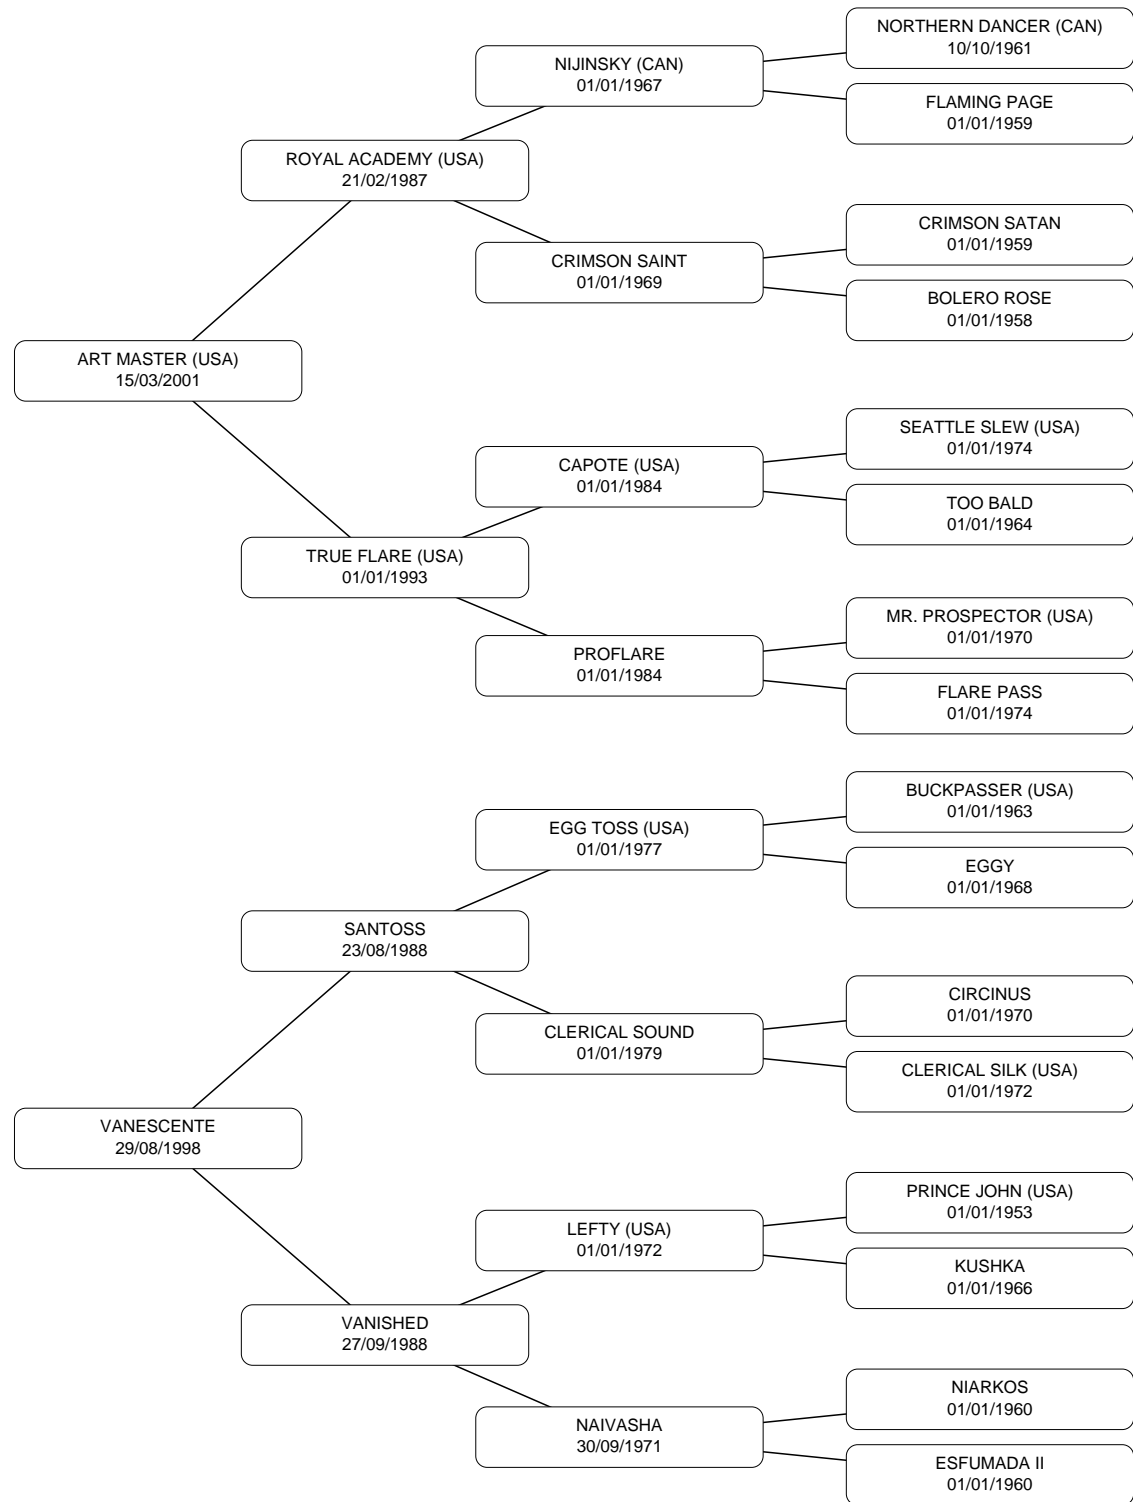 NORTHERN DANCER (CAN)
10/10/1961
NIJINSKY (CAN)
01/01/1967
FLAMING PAGE
01/01/1959
ROYAL ACADEMY (USA)
21/02/1987
CRIMSON SATAN
01/01/1959
CRIMSON SAINT
01/01/1969
BOLERO ROSE
01/01/1958
ART MASTER (USA)
15/03/2001
SEATTLE SLEW (USA)
01/01/1974
CAPOTE (USA)
01/01/1984
TOO BALD
01/01/1964
TRUE FLARE (USA)
01/01/1993
MR. PROSPECTOR (USA)
01/01/1970
PROFLARE
01/01/1984
FLARE PASS
01/01/1974
BUCKPASSER (USA)
01/01/1963
EGG TOSS (USA)
01/01/1977
EGGY
01/01/1968
SANTOSS
23/08/1988
CIRCINUS
01/01/1970
CLERICAL SOUND
01/01/1979
CLERICAL SILK (USA)
01/01/1972
VANESCENTE
29/08/1998
PRINCE JOHN (USA)
01/01/1953
LEFTY (USA)
01/01/1972
KUSHKA
01/01/1966
VANISHED
27/09/1988
NIARKOS
01/01/1960
NAIVASHA
30/09/1971
ESFUMADA II
01/01/1960